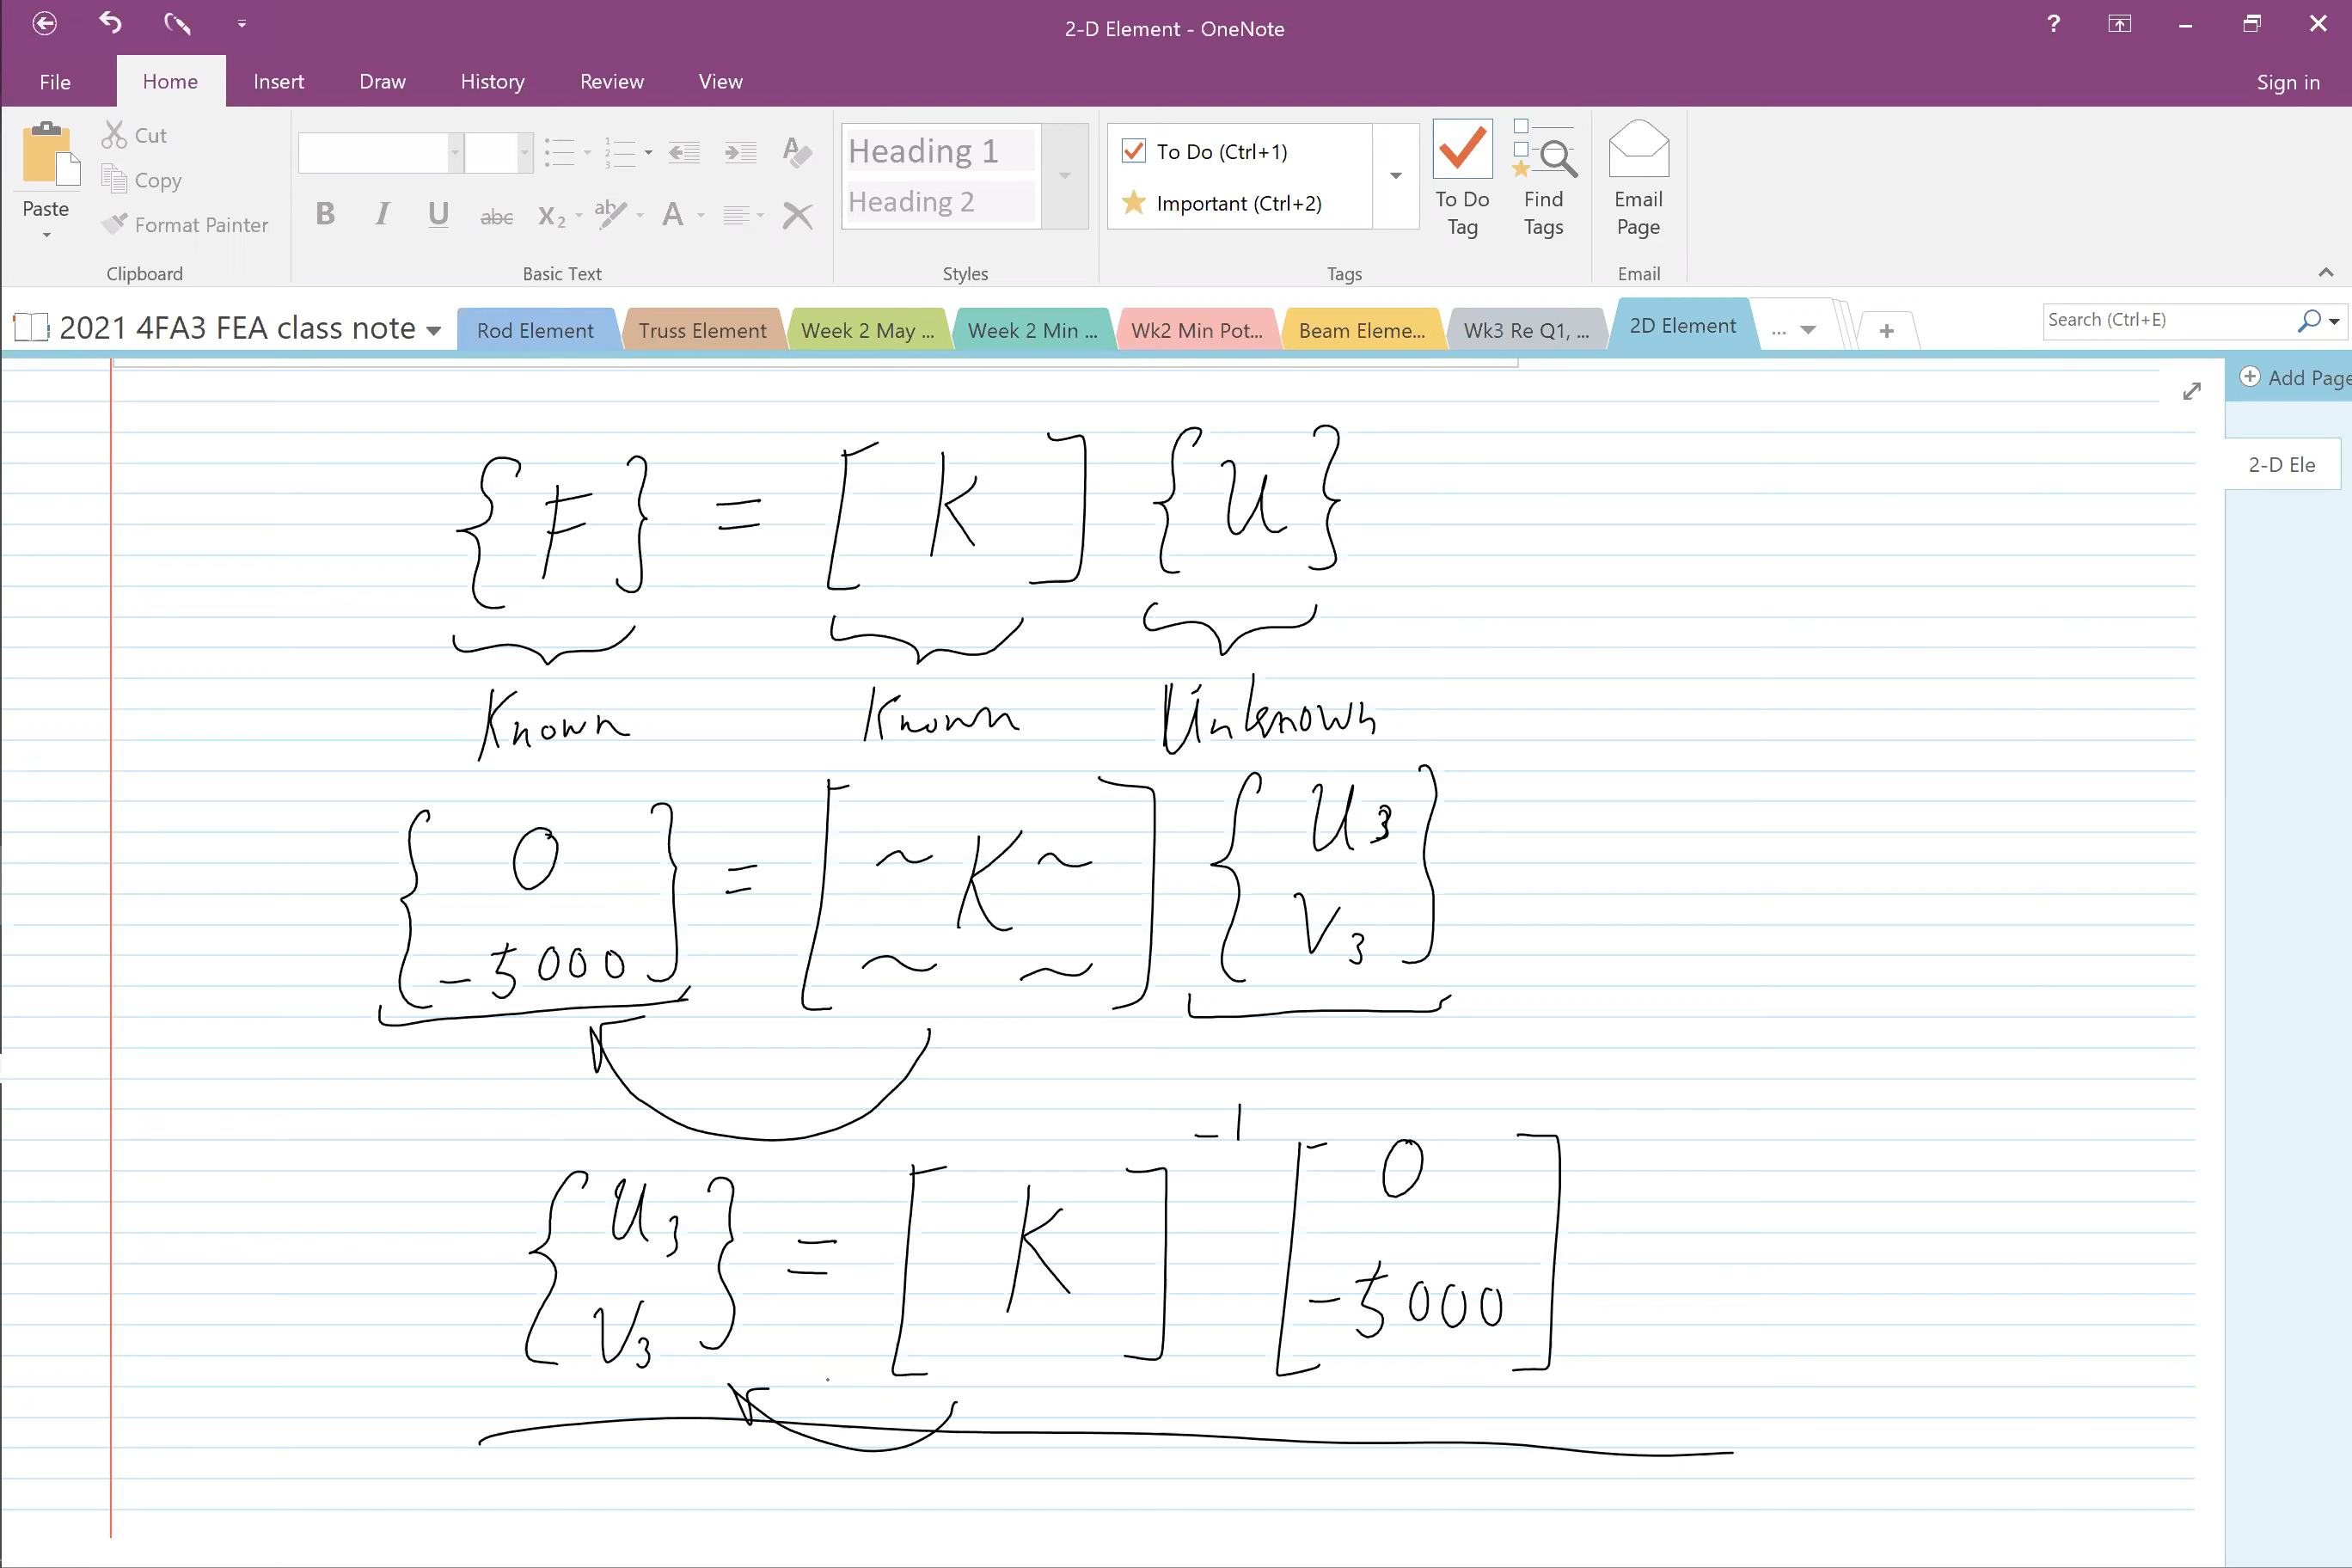 2-D Element - OneNote
File Home Insert Draw History Review View Sign in
Paste
Cut
Copy
Format Painter
Clipboard
B I U abc X2 ab A
Basic Text
Heading 1
Heading 2
Styles
To Do (Ctrl+1)
Important (Ctrl+2)
Tags
To Do Tag
Find Tags
Email Page
Email
2021 4FA3 FEA class note
Rod Element Truss Element Week 2 May ... Week 2 Min ... Wk2 Min Pot... Beam Eleme... Wk3 Re Q1, ... 2D Element ... +
Search (Ctrl+E)
Add Page
2-D Ele
{F} = [K] {U}
Known Known Unknown
{0 -5000} = [~ K ~ ~ ~] {U3 V3}
{U3 V3} = [K]-1 [0 -5000]